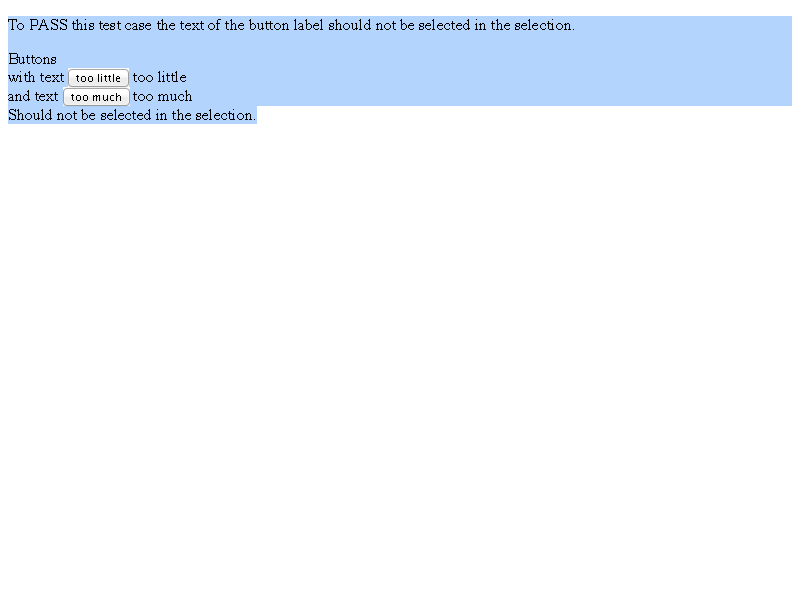 To PASS this test case the text of the button label should not be selected in the selection.
Buttons
with text too little too little
and text too much too much
Should not be selected in the selection.